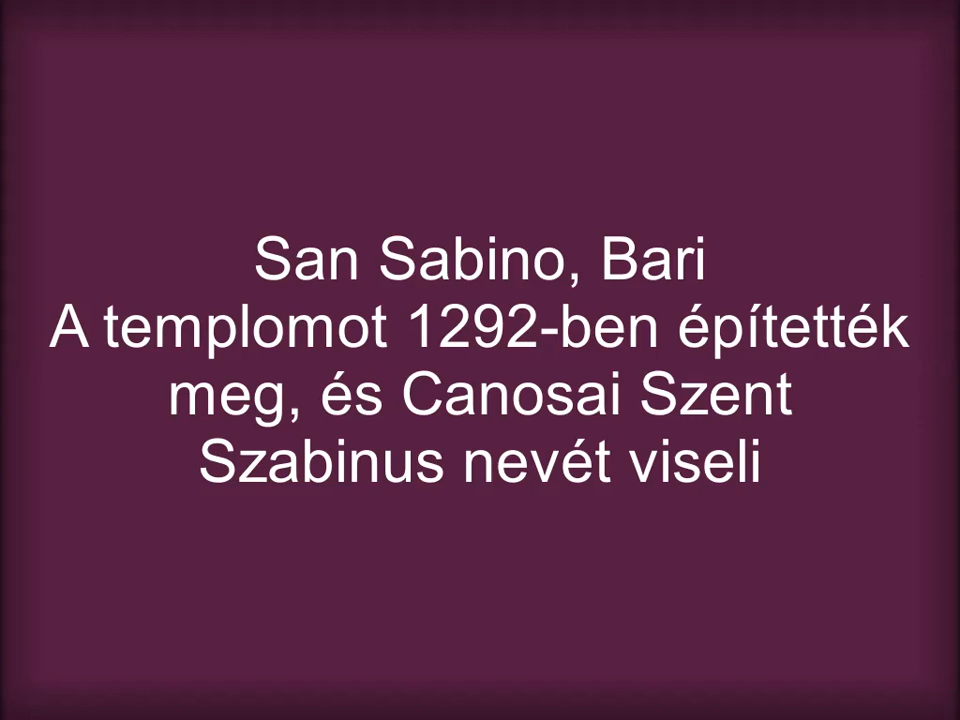 San Sabino, Bari
A templomot 1292-ben építették
meg, és Canosai Szent
Szabinus nevét viseli